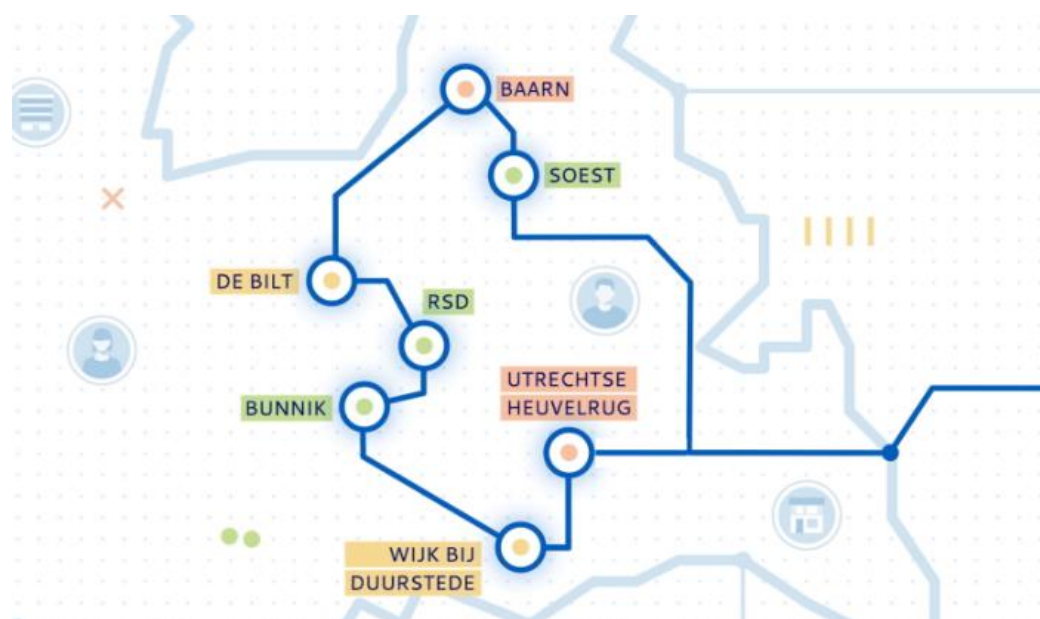 BAARN
SOEST
DE BILT
RSD
UTRECHTSE
HEUVELRUG
BUNNIK
WIJK BIJ
DUURSTEDE